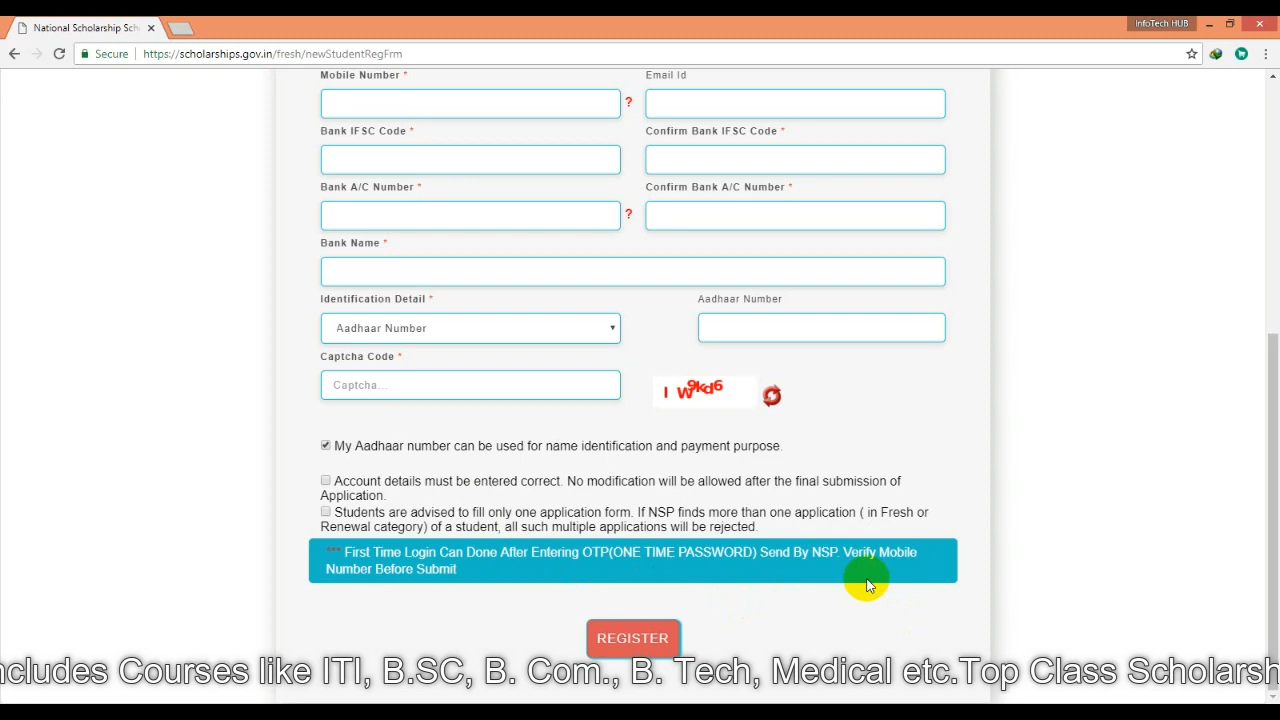 National Scholarship Sch
InfoTech HUB
Secure
https://scholarships.gov.in/fresh/newStudentRegFrm
Mobile Number *
Email Id
?
Bank IFSC Code *
Confirm Bank IFSC Code *
Bank A/C Number *
Confirm Bank A/C Number *
?
Bank Name *
Identification Detail *
Aadhaar Number
Aadhaar Number
Captcha Code *
Captcha...
I W9kd6
My Aadhaar number can be used for name identification and payment purpose.
Account details must be entered correct. No modification will be allowed after the final submission of
Application.
Students are advised to fill only one application form. If NSP finds more than one application ( in Fresh or
Renewal category) of a student, all such multiple applications will be rejected.
*** First Time Login Can Done After Entering OTP(ONE TIME PASSWORD) Send By NSP. Verify Mobile
Number Before Submit
REGISTER
ncludes Courses like ITI, B.SC, B. Com., B. Tech, Medical etc.Top Class Scholarsh